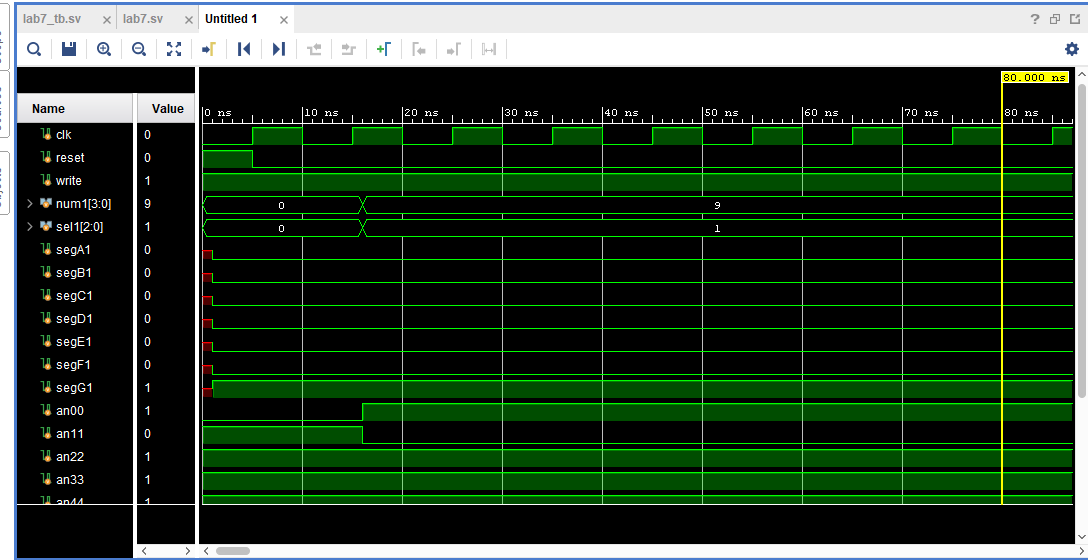 lab7_tb.sv lab7.sv Untitled 1
80.000 ns
Name Value
0 ns 10 ns 20 ns 30 ns 40 ns 50 ns 60 ns 70 ns 80 ns
clk 0
reset 0
write 1
num1[3:0] 9 0 9
sel1[2:0] 1 0 1
segA1 0
segB1 0
segC1 0
segD1 0
segE1 0
segF1 0
segG1 1
an00 1
an11 0
an22 1
an33 1
an44 1